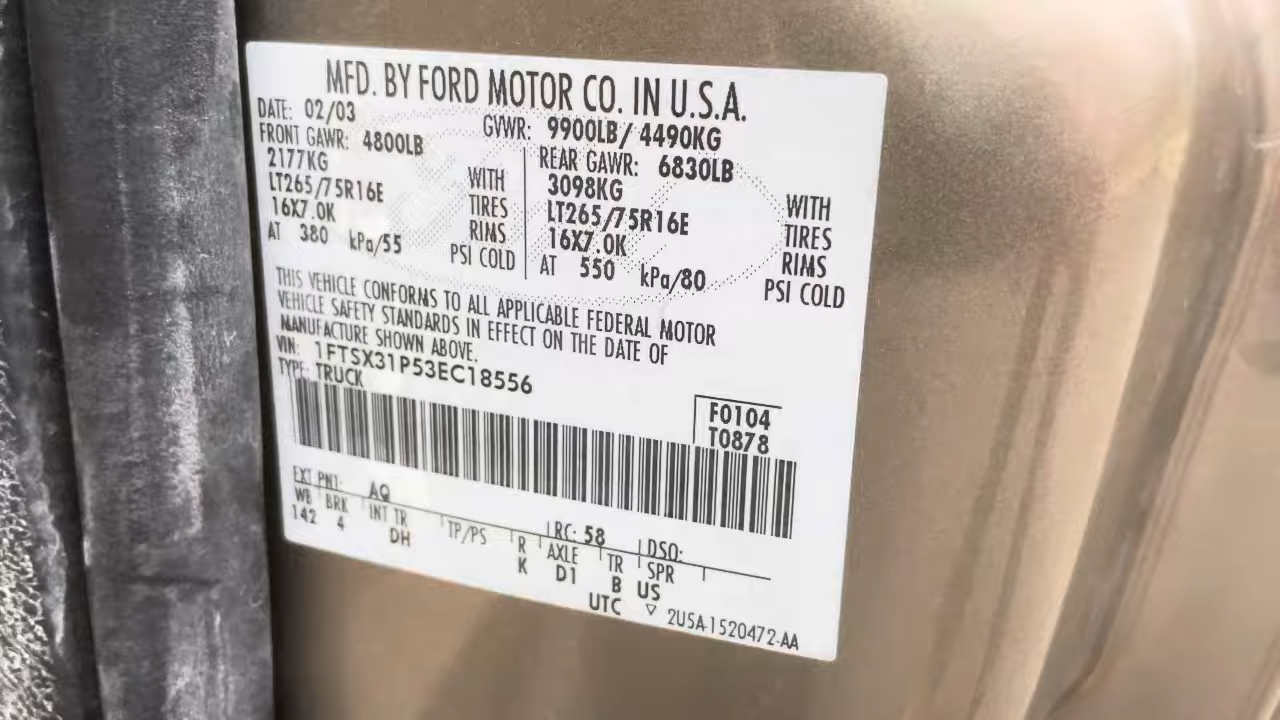 MFD. BY FORD MOTOR CO. IN U.S.A.
DATE: 02/03 GVWR: 9900LB/ 4490KG
FRONT GAWR: 4800LB REAR GAWR: 6830LB
2177KG WITH 3098KG WITH
LT265/75R16E TIRES LT265/75R16E TIRES
16X7.0K RIMS 16X7.0K RIMS
AT 380 kPa/55 PSI COLD AT 550 kPa/80 PSI COLD
THIS VEHICLE CONFORMS TO ALL APPLICABLE FEDERAL MOTOR
VEHICLE SAFETY STANDARDS IN EFFECT ON THE DATE OF
MANUFACTURE SHOWN ABOVE.
VIN: 1FTSX31P53EC18556
TYPE: TRUCK
F0104
T0878
EXT PNT: AQ RC: 58 DSO:
WB BRK INT TR TP/PS R AXLE TR SPR
142 4 DH K D1 B US
UTC ▽ 2U5A-1520472-AA